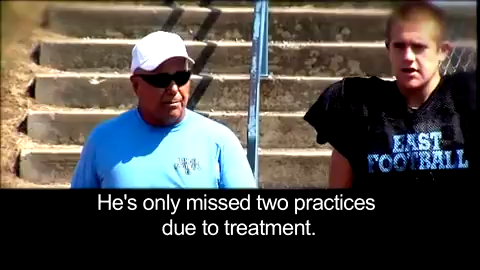 EAST
FOOTBALL
He's only missed two practices
due to treatment.